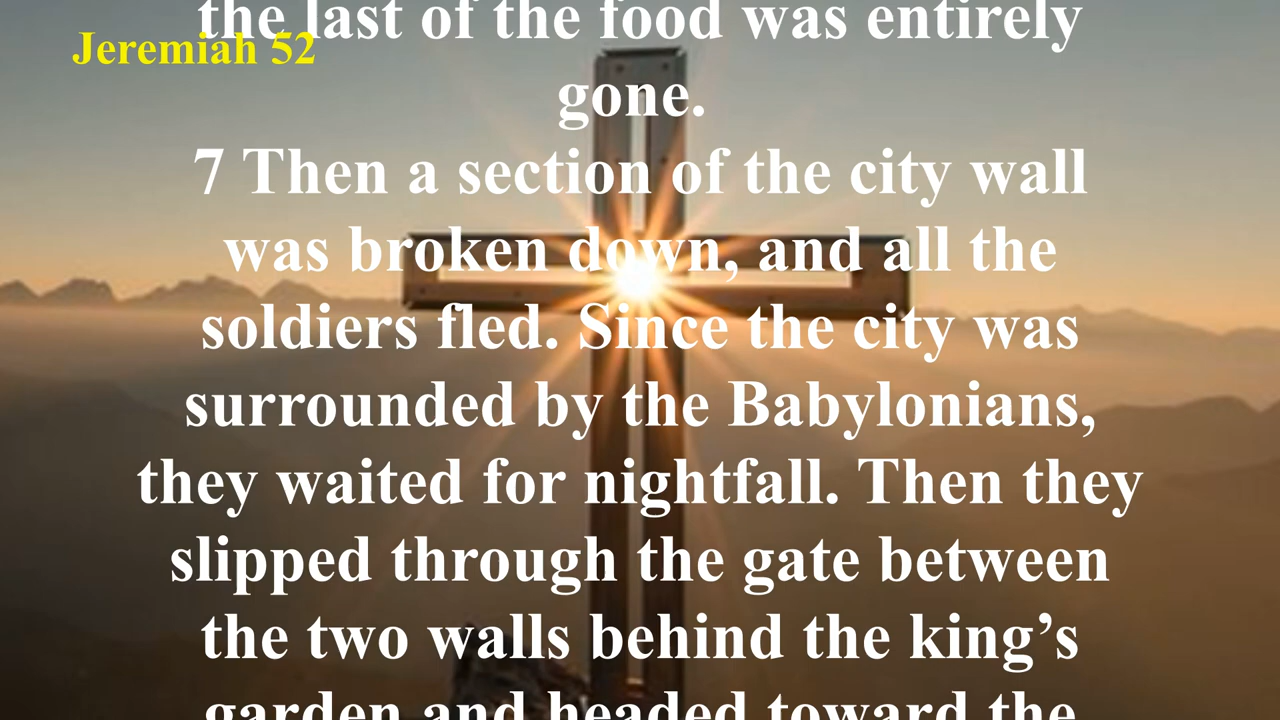 the last of the food was entirely
Jeremiah 52
gone.
7 Then a section of the city wall
was broken down, and all the
soldiers fled. Since the city was
surrounded by the Babylonians,
they waited for nightfall. Then they
slipped through the gate between
the two walls behind the king’s
garden and headed toward the